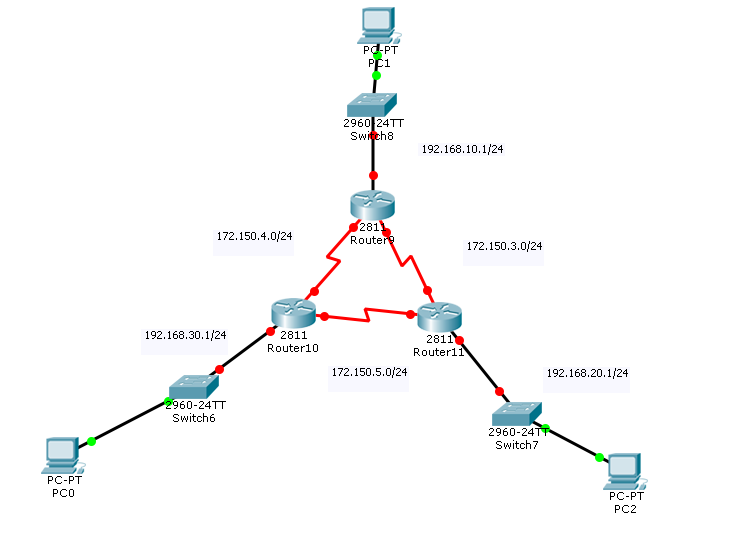 PC-PT
PC1
2960-24TT
Switch8
192.168.10.1/24
2811
Router9
172.150.4.0/24
172.150.3.0/24
2811
Router10
2811
Router11
192.168.30.1/24
172.150.5.0/24
192.168.20.1/24
2960-24TT
Switch6
2960-24TT
Switch7
PC-PT
PC0
PC-PT
PC2